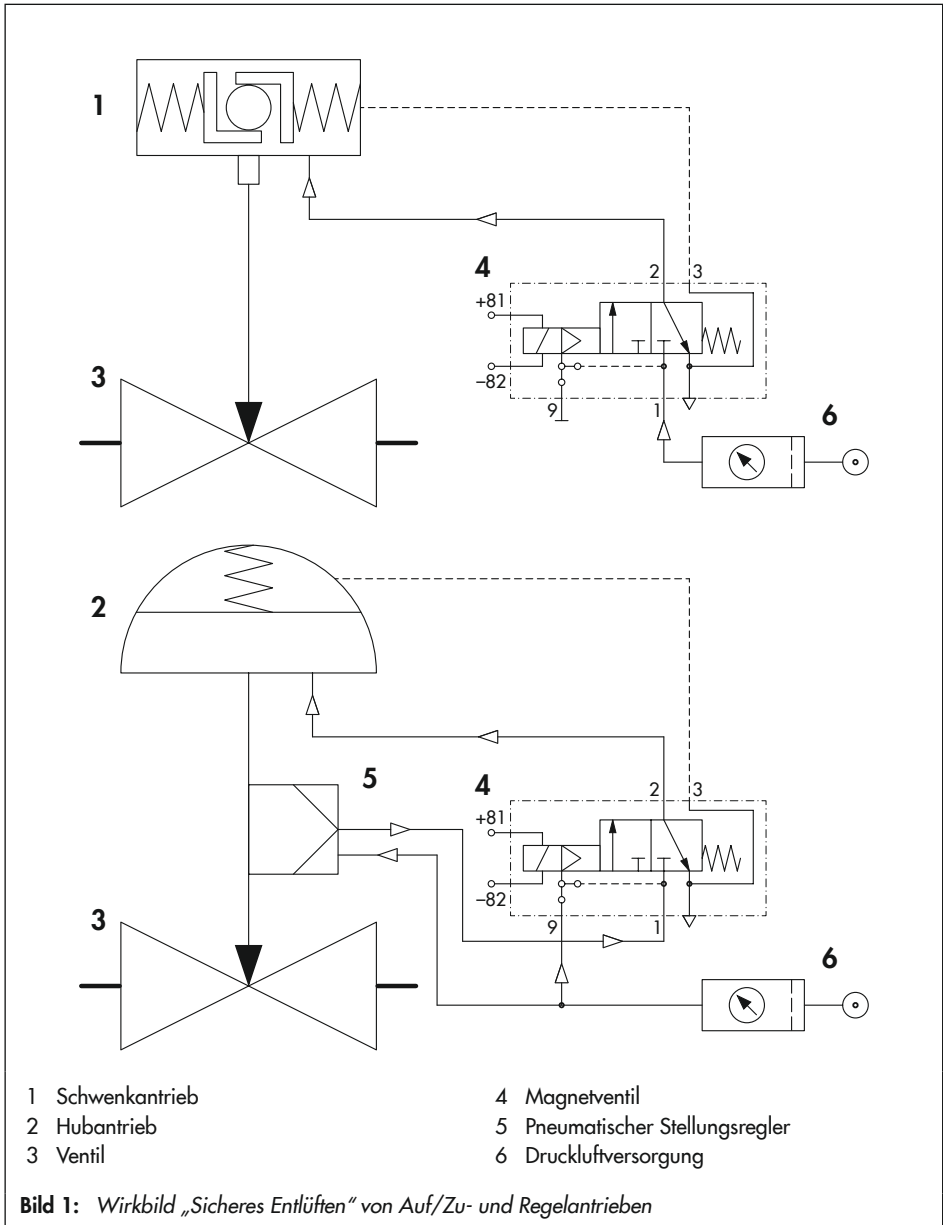 1
2 3
4
+81
−82
9
1
3
6
2
5
2 3
4
+81
−82
9
1
3
6
1 Schwenkantrieb
2 Hubantrieb
3 Ventil
4 Magnetventil
5 Pneumatischer Stellungsregler
6 Druckluftversorgung
Bild 1: Wirkbild „Sicheres Entlüften“ von Auf/Zu- und Regelantrieben